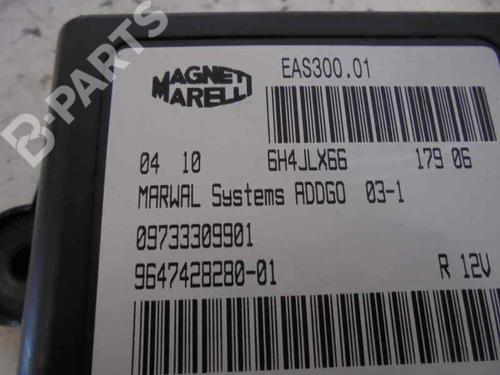 B-PARTS
MAGNETI MARELLI
EAS300.01
04 10 6H4JLX66 179 06
MARWAL Systems ADDGO 03-1
09733309901
9647428280-01 R 12V